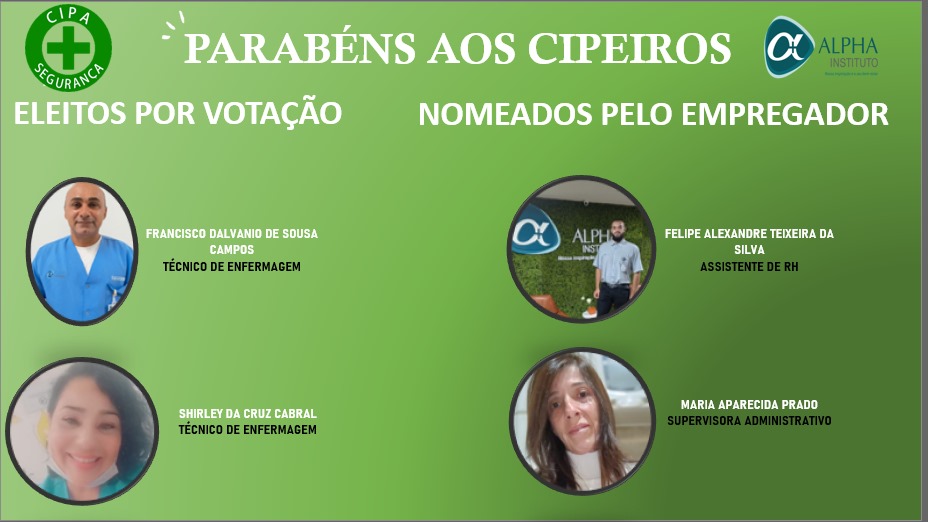 CIPA
SEGURANÇA
PARABÉNS AOS CIPEIROS
ALPHA
INSTITUTO
ELEITOS POR VOTAÇÃO
NOMEADOS PELO EMPREGADOR
FRANCISCO DALVANIO DE SOUSA
CAMPOS
TÉCNICO DE ENFERMAGEM
ALPH
INST
FELIPE ALEXANDRE TEIXEIRA DA
SILVA
ASSISTENTE DE RH
SHIRLEY DA CRUZ CABRAL
TÉCNICO DE ENFERMAGEM
MARIA APARECIDA PRADO
SUPERVISORA ADMINISTRATIVO